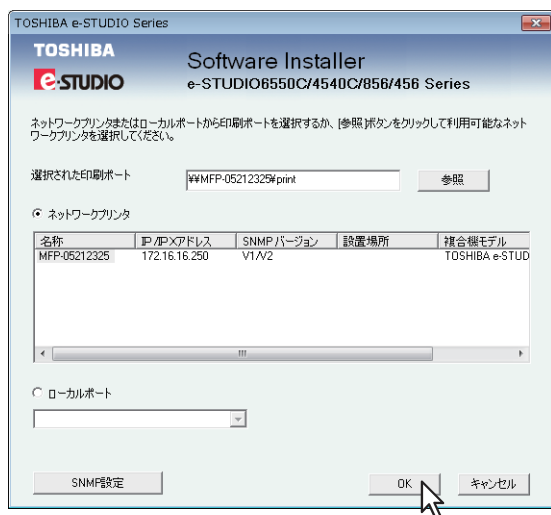 TOSHIBA e-STUDIO Series
TOSHIBA
e-STUDIO
Software Installer
e-STUDIO6550C/4540C/856/456 Series
ネットワークプリンタまたはローカルポートから印刷ポートを選択するか、[参照]ボタンをクリックして利用可能なネット
ワークプリンタを選択してください。
選択された印刷ポート
¥¥MFP-05212325¥print
参照
ネットワークプリンタ
名称 IP/IPXアドレス SNMPバージョン 設置場所 複合機モデル
MFP-05212325 172.16.16.250 V1/V2 TOSHIBA e-STUD
ローカルポート
SNMP設定
OK
キャンセル